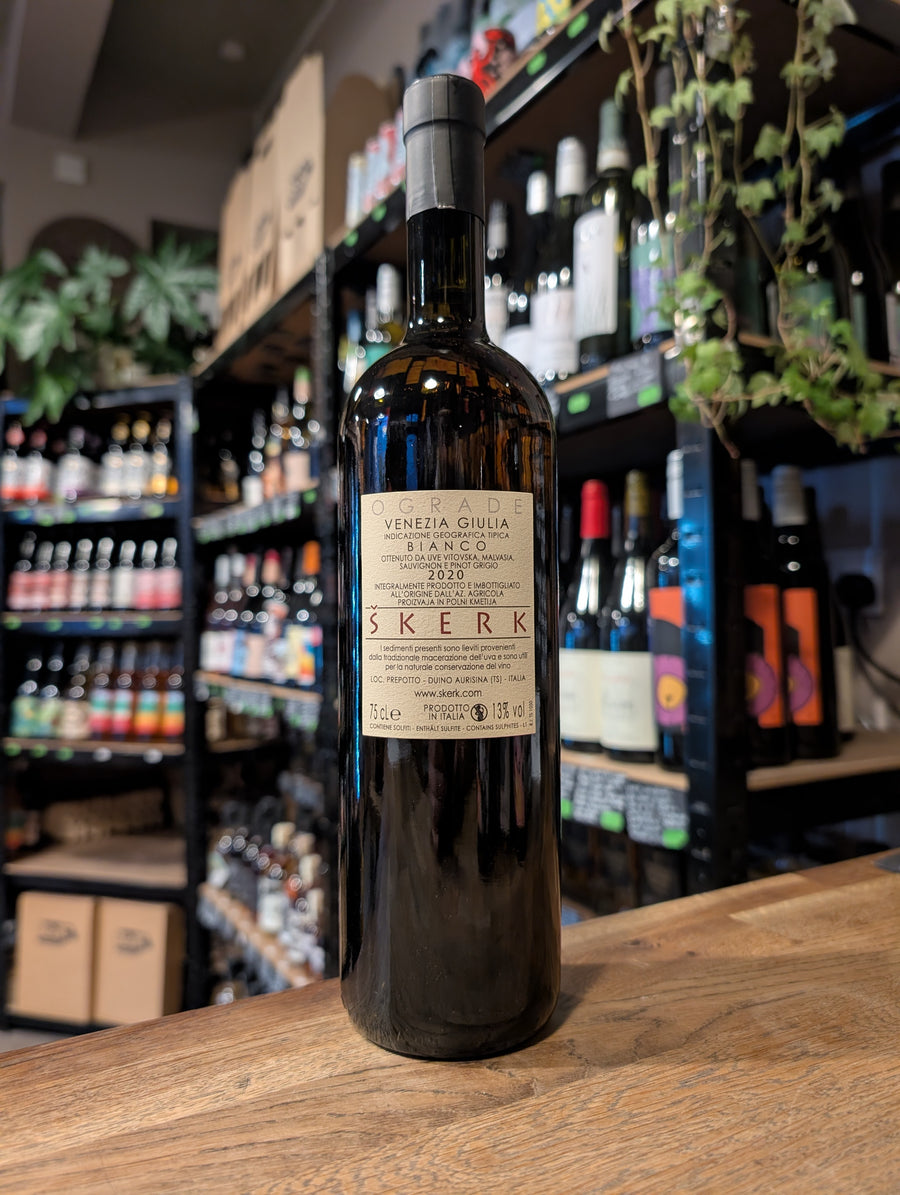 OGRADE
VENEZIA GIULIA
INDICAZIONE GEOGRAFICA TIPICA
BIANCO
OTTENUTO DA UVE VITOVSKA, MALVASIA,
SAUVIGNON E PINOT GRIGIO
2020
INTEGRALMENTE PRODOTTO E IMBOTTIGLIATO
ALL'ORIGINE DALL'AZ. AGRICOLA
PROIZVAJA IN POLNI KMETIJA
ŠKERK
I sedimenti presenti sono lieviti provenienti
dalla tradizionale macerazione dell'uva e sono utili
per la naturale conservazione del vino
LOC. PREPOTTO - DUINO AURISINA (TS) - ITALIA
www.skerk.com
75 cL e PRODOTTO IN ITALIA 13% vol
CONTIENE SOLFITI - ENTHÄLT SULFITE - CONTAINS SULPHITES